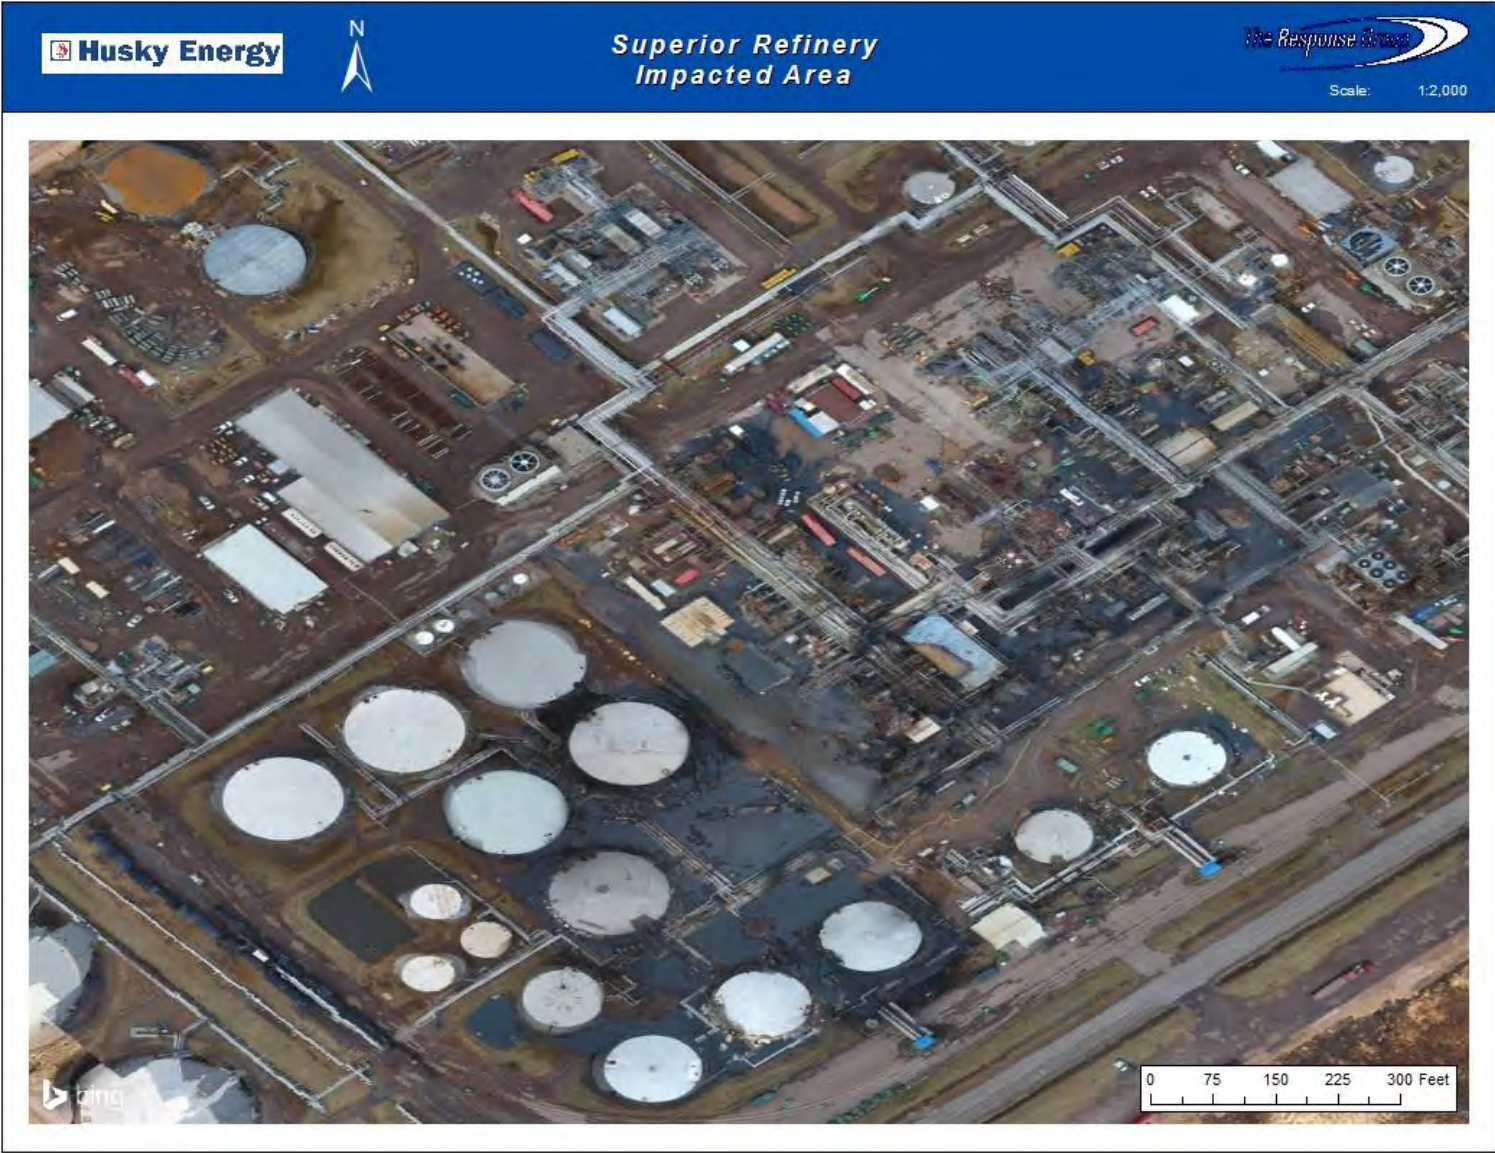 Husky Energy
N
Superior Refinery
Impacted Area
The Response Group
Scale: 1:2,000
bing
0 75 150 225 300 Feet